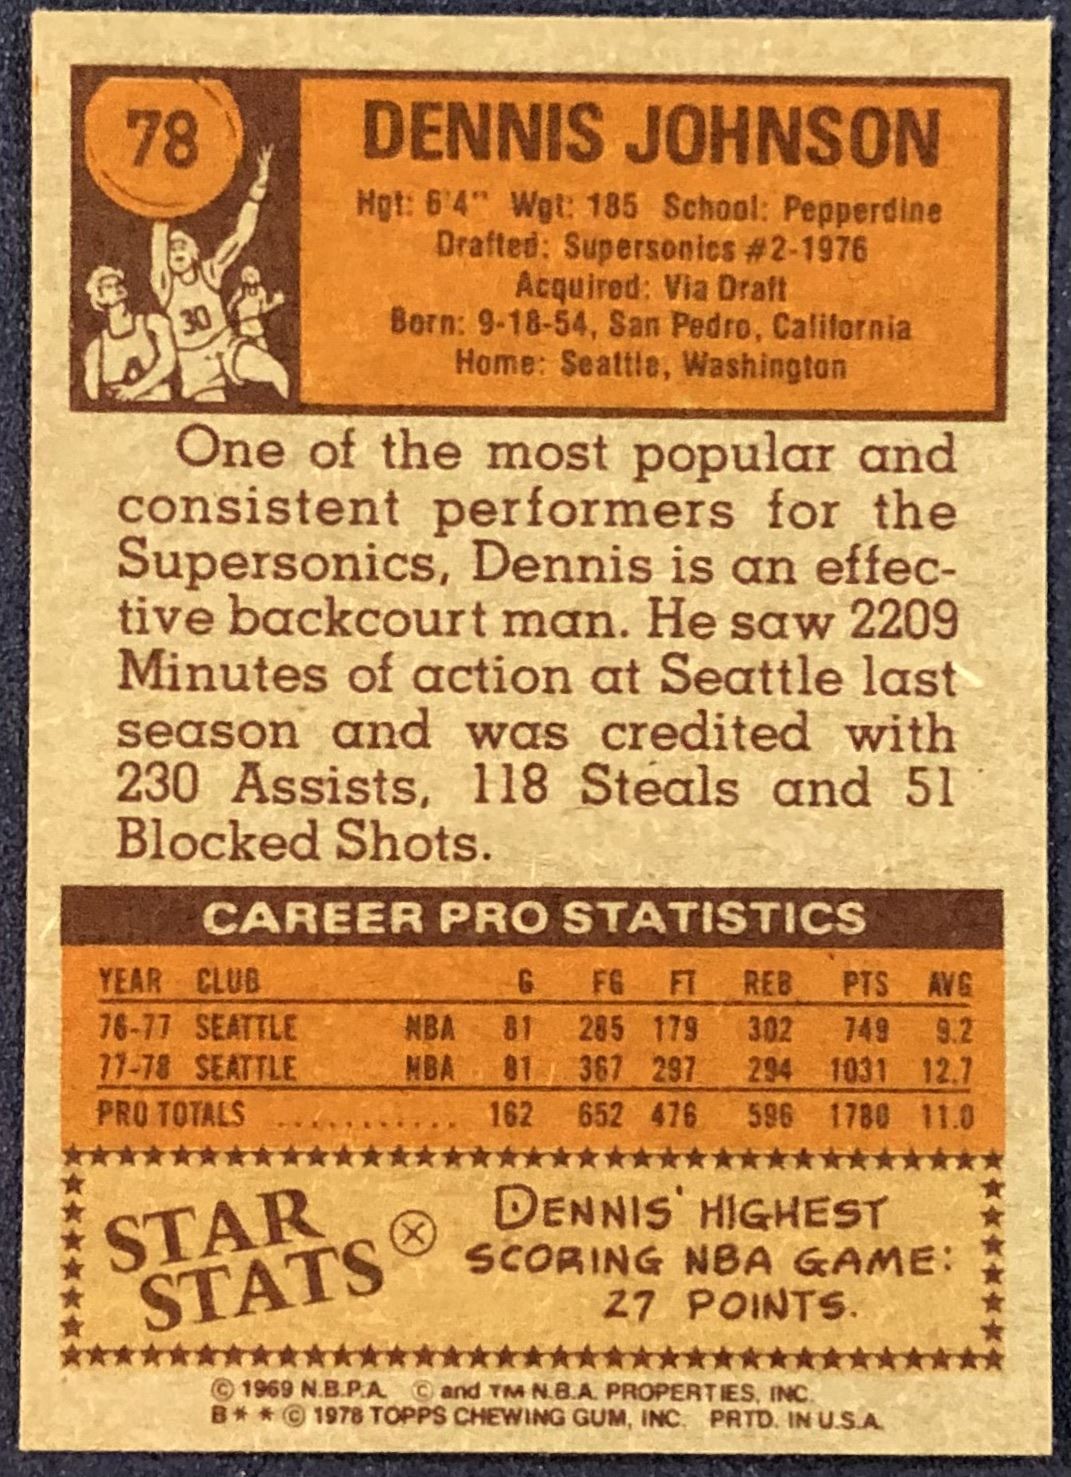 78
DENNIS JOHNSON
Hgt: 6'4" Wgt: 185 School: Pepperdine
Drafted: Supersonics #2-1976
Acquired: Via Draft
Born: 9-18-54, San Pedro, California
Home: Seattle, Washington
30
One of the most popular and
consistent performers for the
Supersonics, Dennis is an effec-
tive backcourt man. He saw 2209
Minutes of action at Seattle last
season and was credited with
230 Assists, 118 Steals and 51
Blocked Shots.
CAREER PRO STATISTICS
YEAR CLUB G FG FT REB PTS AVG
76-77 SEATTLE NBA 81 285 179 302 749 9.2
77-78 SEATTLE NBA 81 367 297 294 1031 12.7
PRO TOTALS ........... 162 652 476 596 1780 11.0
STAR
STATS
DENNIS' HIGHEST
SCORING NBA GAME:
27 POINTS.
© 1969 N.B.P.A. © and TM N.B.A. PROPERTIES, INC.
B * * © 1978 TOPPS CHEWING GUM, INC. PRTD. IN U.S.A.